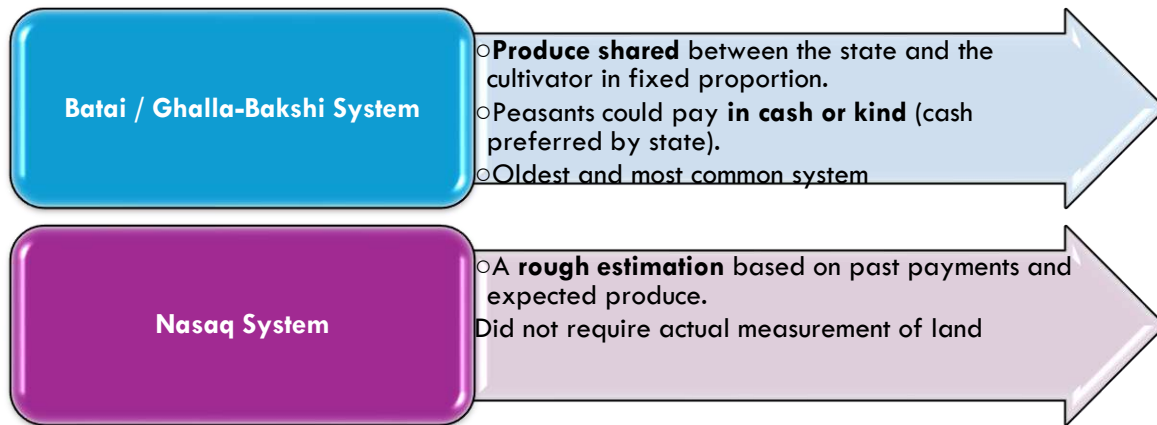 Batai / Ghalla-Bakshi System
○Produce shared between the state and the
cultivator in fixed proportion.
○Peasants could pay in cash or kind (cash
preferred by state).
○Oldest and most common system
Nasaq System
○A rough estimation based on past payments and
expected produce.
Did not require actual measurement of land